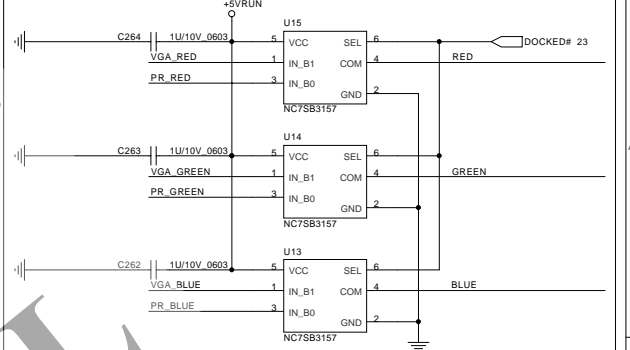 +5VRUN
U15
C264 1U/10V_0603 5 VCC SEL 6 DOCKED# 23
VGA_RED 1 IN_B1 COM 4 RED
PR_RED 3 IN_B0
GND 2
NC7SB3157
U14
C263 1U/10V_0603 5 VCC SEL 6
VGA_GREEN 1 IN_B1 COM 4 GREEN
PR_GREEN 3 IN_B0
GND 2
NC7SB3157
U13
C262 1U/10V_0603 5 VCC SEL 6
VGA_BLUE 1 IN_B1 COM 4 BLUE
PR_BLUE 3 IN_B0
GND 2
NC7SB3157